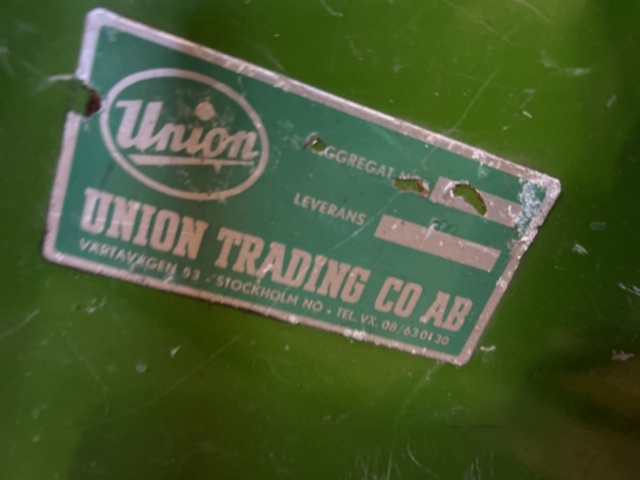 Union
AGGREGAT
LEVERANS
UNION TRADING CO AB
VÄRTAVÄGEN 53 - STOCKHOLM NO • TEL. VX. 08/630130